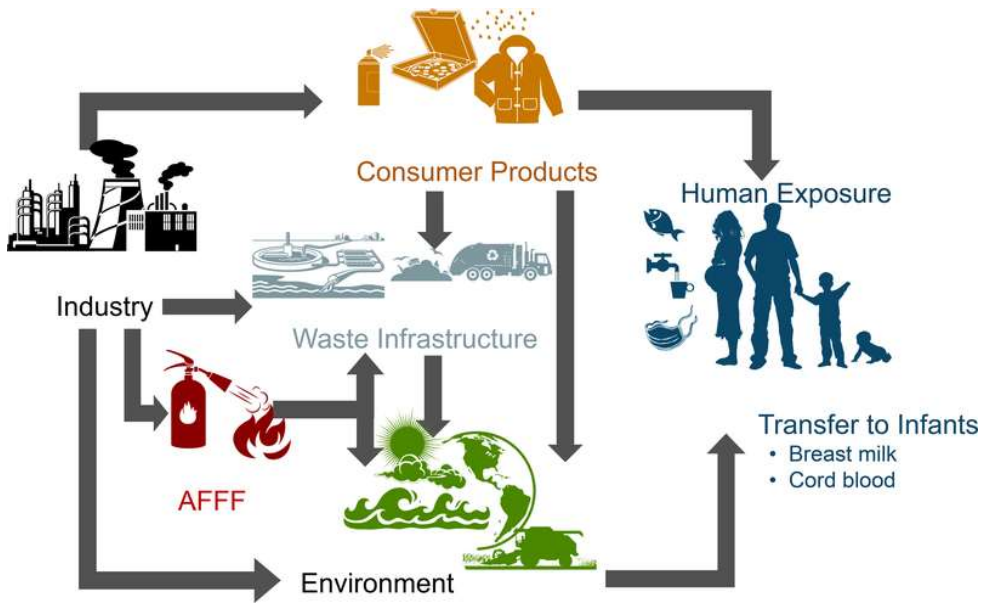 Consumer Products
Human Exposure
Industry
Waste Infrastructure
AFFF
Transfer to Infants
• Breast milk
• Cord blood
Environment